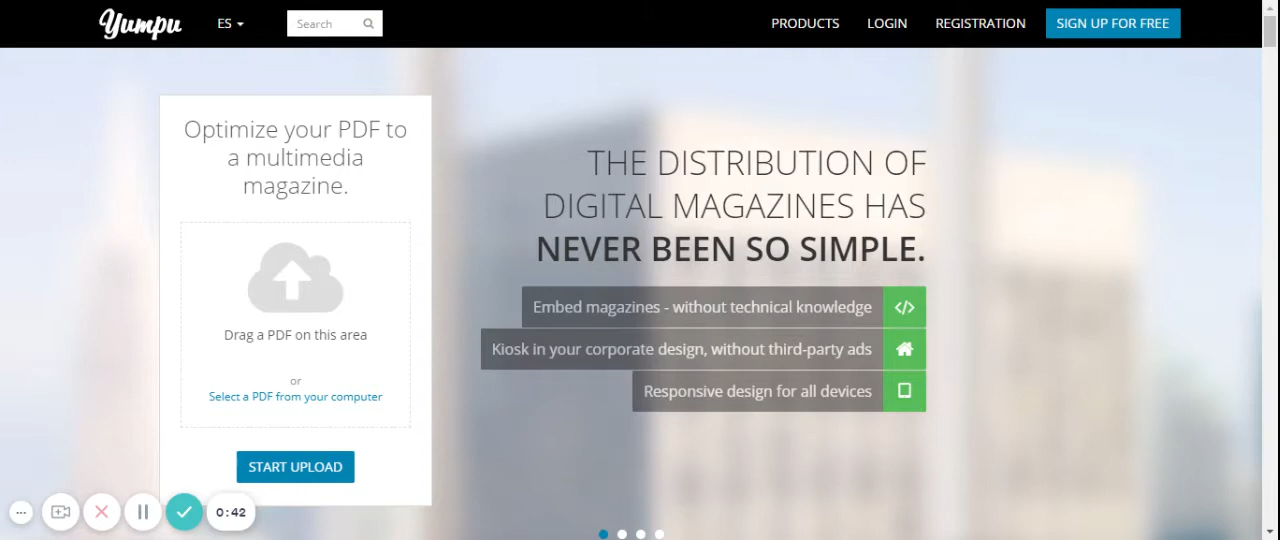 Yumpu
ES
Search
PRODUCTS
LOGIN
REGISTRATION
SIGN UP FOR FREE
Optimize your PDF to
a multimedia
magazine.
Drag a PDF on this area
or
Select a PDF from your computer
START UPLOAD
THE DISTRIBUTION OF
DIGITAL MAGAZINES HAS
NEVER BEEN SO SIMPLE.
Embed magazines - without technical knowledge
</>
Kiosk in your corporate design, without third-party ads
Responsive design for all devices
0:42